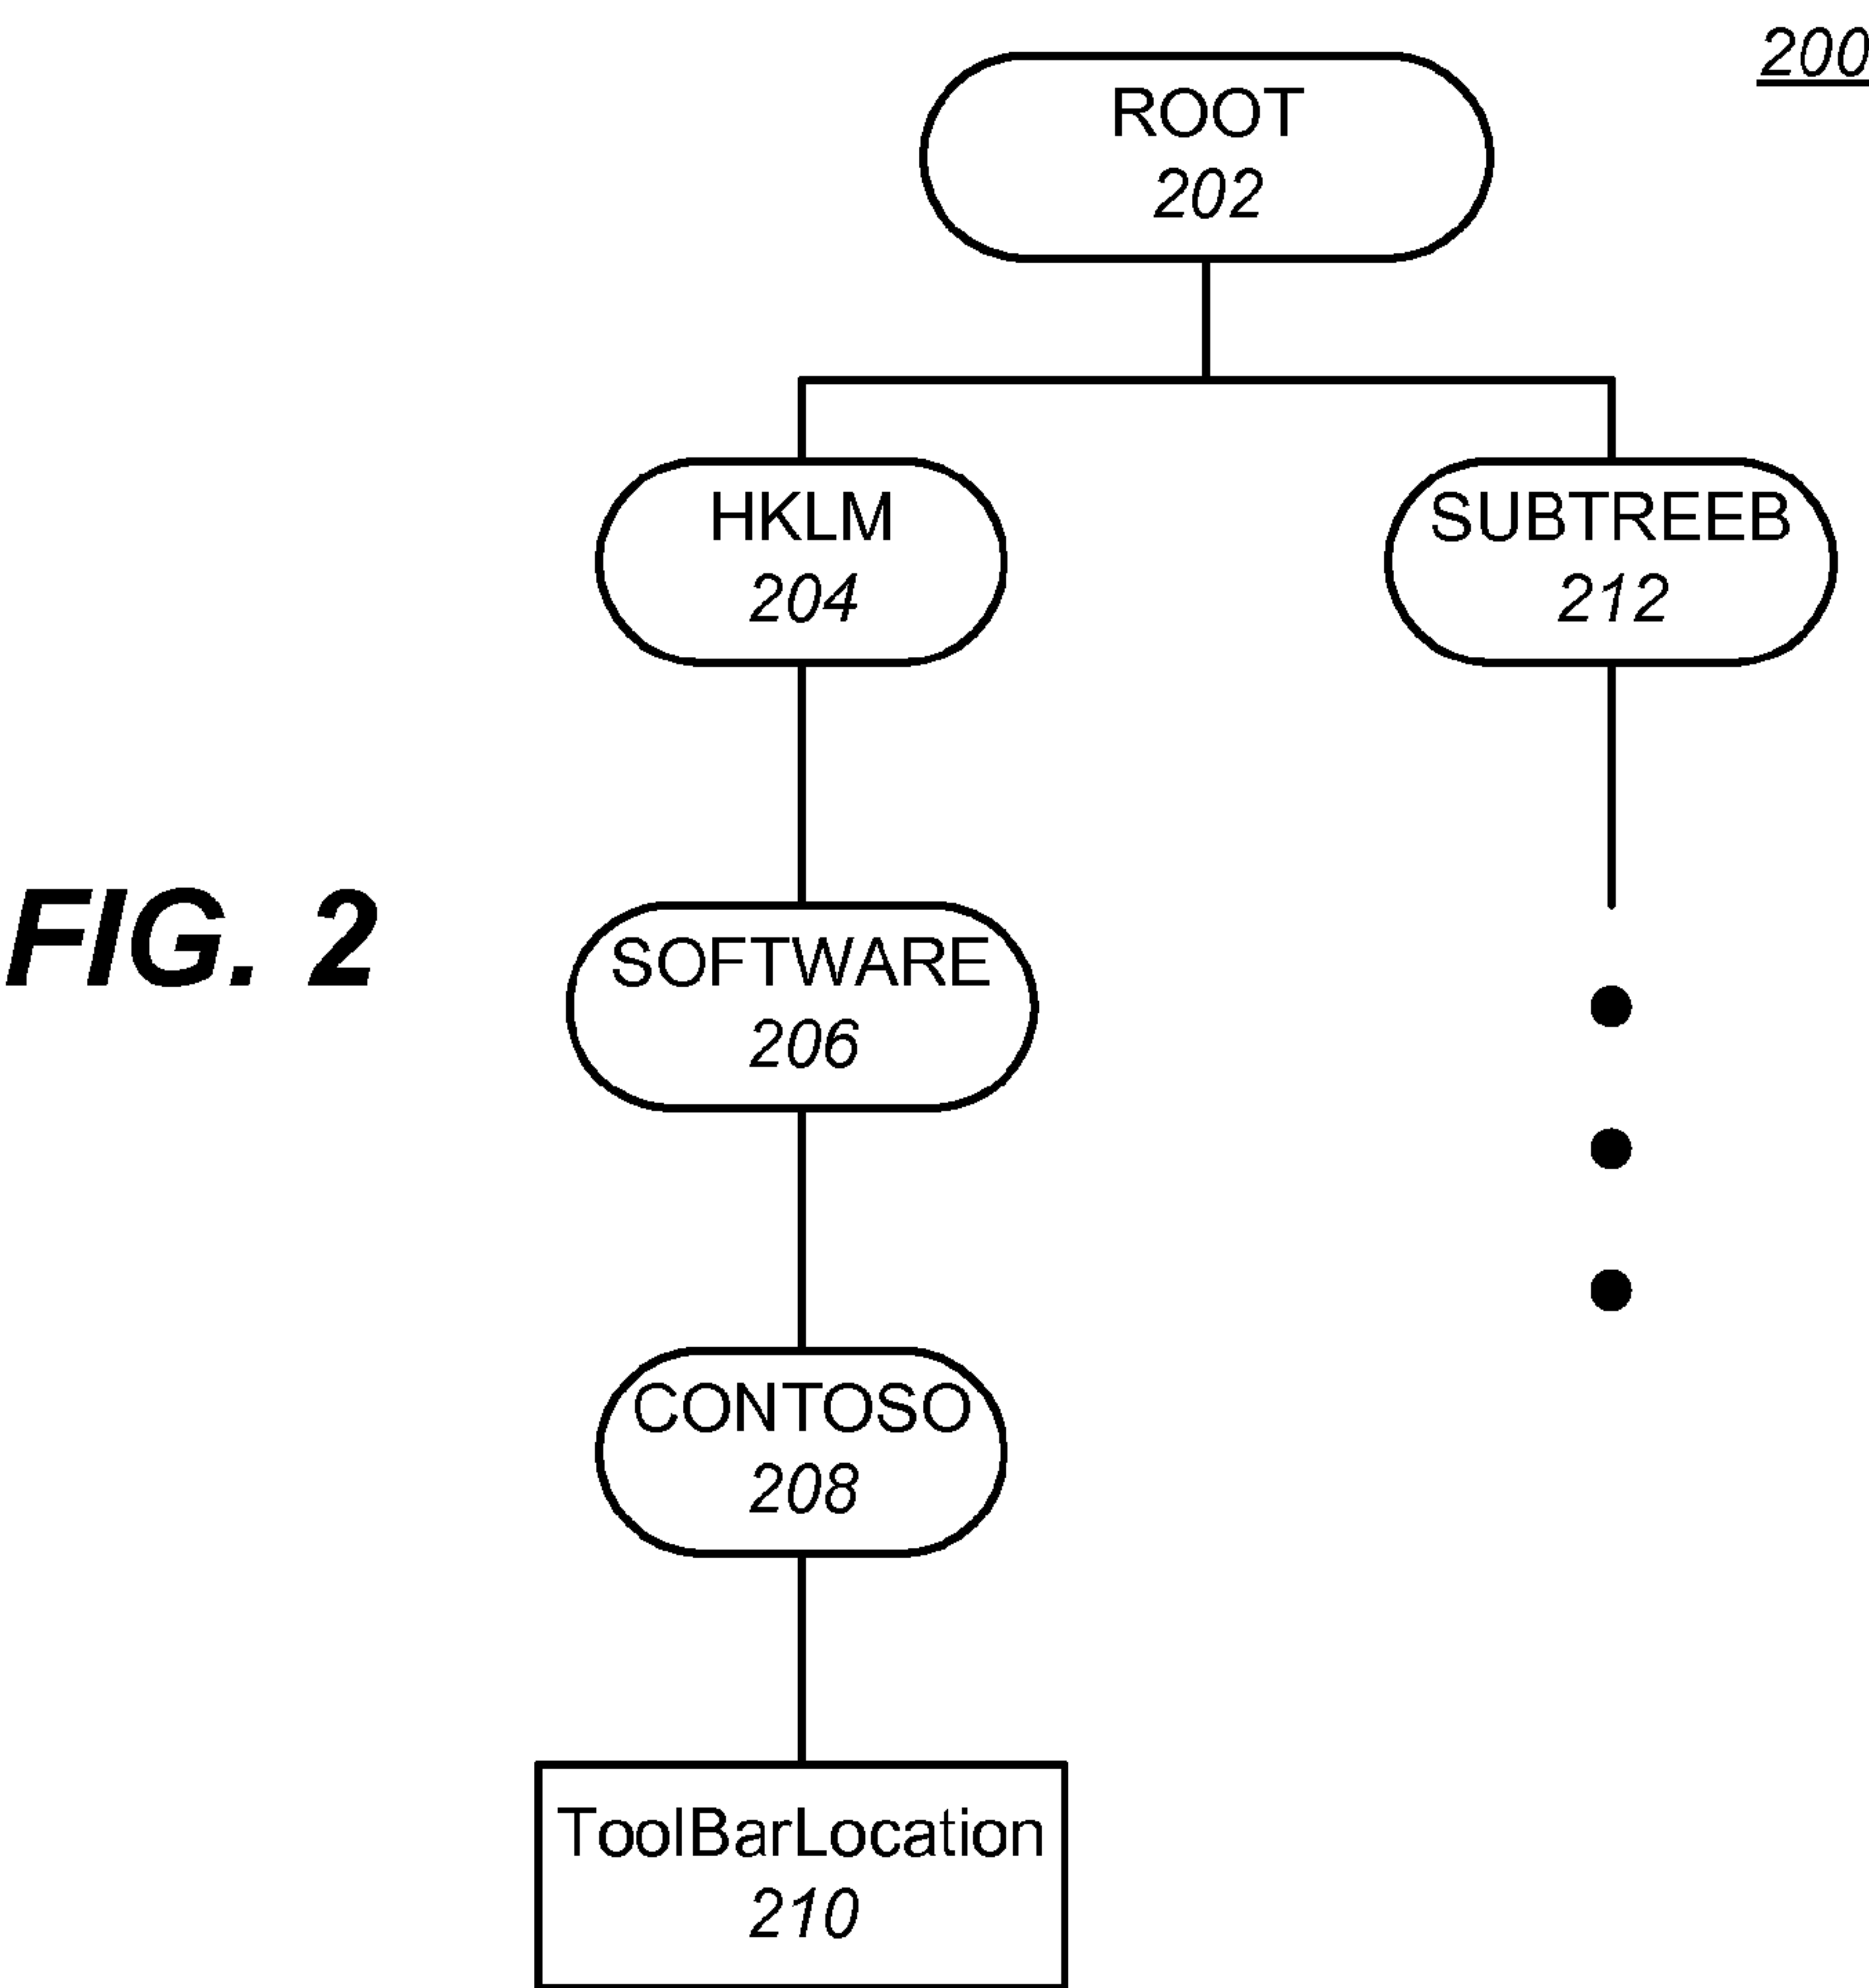 200
ROOT
202
HKLM
204
SUBTREEB
212
FIG. 2
SOFTWARE
206
CONTOSO
208
ToolBarLocation
210